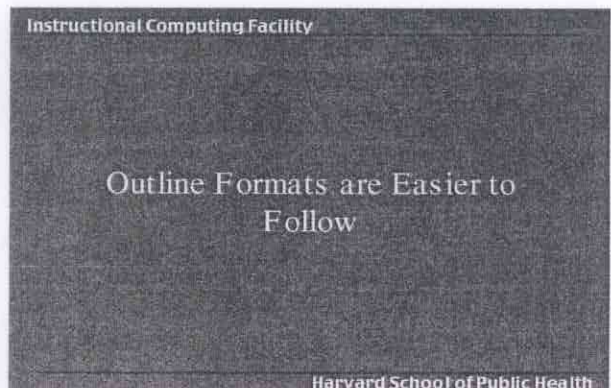 Instructional Computing Facility
Outline Formats are Easier to
Follow
Harvard School of Public Health